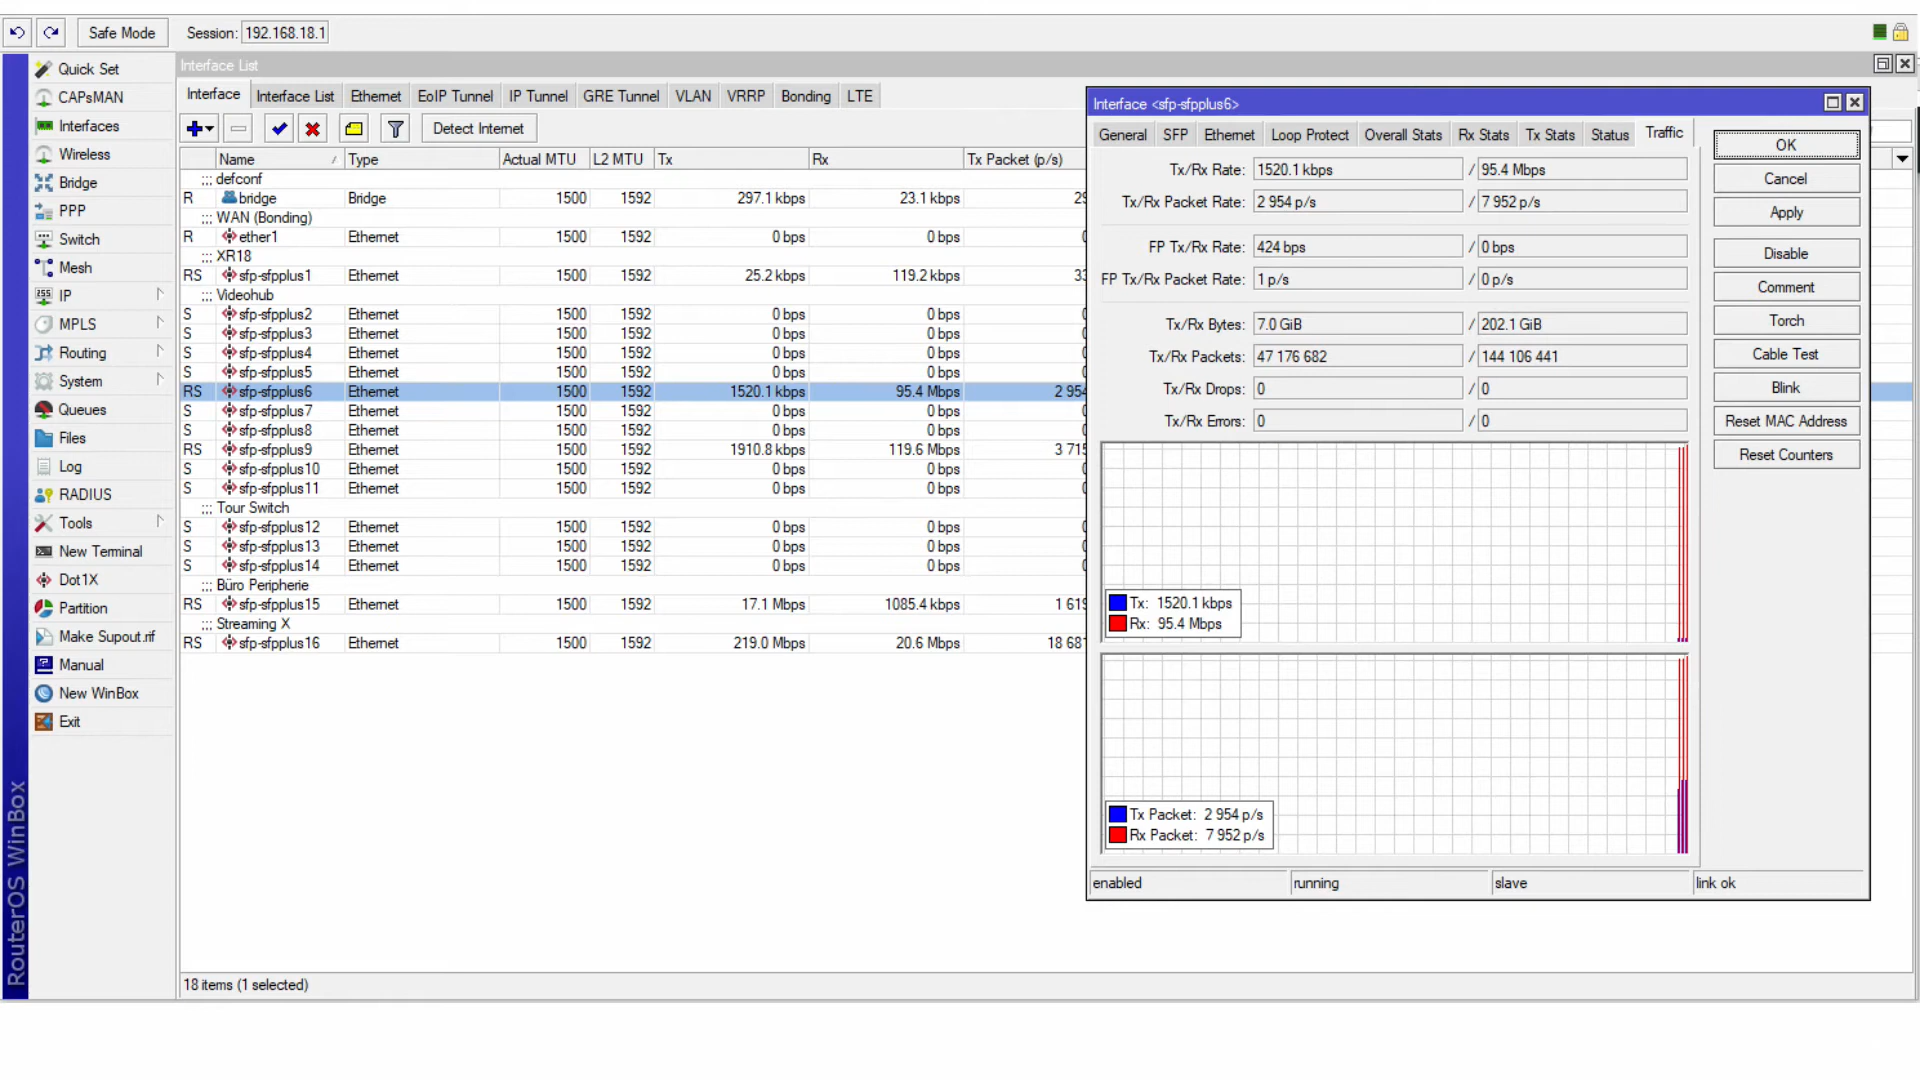 Safe Mode Session: 192.168.18.1
Interface List
Quick Set
CAPsMAN
Interfaces
Wireless
Bridge
PPP
Switch
Mesh
IP
MPLS
Routing
System
Queues
Files
Log
RADIUS
Tools
New Terminal
Dot1X
Partition
Make Supout.rif
Manual
New WinBox
Exit
RouterOS WinBox
Interface Interface List Ethernet EoIP Tunnel IP Tunnel GRE Tunnel VLAN VRRP Bonding LTE
Detect Internet
Name Type Actual MTU L2 MTU Tx Rx Tx Packet (p/s)
::: defconf
R bridge Bridge 1500 1592 297.1 kbps 23.1 kbps 29
::: WAN (Bonding)
R ether1 Ethernet 1500 1592 0 bps 0 bps
::: XR18
RS sfp-sfpplus1 Ethernet 1500 1592 25.2 kbps 119.2 kbps 33
::: Videohub
S sfp-sfpplus2 Ethernet 1500 1592 0 bps 0 bps
S sfp-sfpplus3 Ethernet 1500 1592 0 bps 0 bps
S sfp-sfpplus4 Ethernet 1500 1592 0 bps 0 bps
S sfp-sfpplus5 Ethernet 1500 1592 0 bps 0 bps
RS sfp-sfpplus6 Ethernet 1500 1592 1520.1 kbps 95.4 Mbps 2 954
S sfp-sfpplus7 Ethernet 1500 1592 0 bps 0 bps
S sfp-sfpplus8 Ethernet 1500 1592 0 bps 0 bps
RS sfp-sfpplus9 Ethernet 1500 1592 1910.8 kbps 119.6 Mbps 3 715
S sfp-sfpplus10 Ethernet 1500 1592 0 bps 0 bps
S sfp-sfpplus11 Ethernet 1500 1592 0 bps 0 bps
::: Tour Switch
S sfp-sfpplus12 Ethernet 1500 1592 0 bps 0 bps
S sfp-sfpplus13 Ethernet 1500 1592 0 bps 0 bps
S sfp-sfpplus14 Ethernet 1500 1592 0 bps 0 bps
::: Büro Peripherie
RS sfp-sfpplus15 Ethernet 1500 1592 17.1 Mbps 1085.4 kbps 1 619
::: Streaming X
RS sfp-sfpplus16 Ethernet 1500 1592 219.0 Mbps 20.6 Mbps 18 681
18 items (1 selected)
Interface <sfp-sfpplus6>
General SFP Ethernet Loop Protect Overall Stats Rx Stats Tx Stats Status Traffic
Tx/Rx Rate: 1520.1 kbps / 95.4 Mbps
Tx/Rx Packet Rate: 2 954 p/s / 7 952 p/s
FP Tx/Rx Rate: 424 bps / 0 bps
FP Tx/Rx Packet Rate: 1 p/s / 0 p/s
Tx/Rx Bytes: 7.0 GiB / 202.1 GiB
Tx/Rx Packets: 47 176 682 / 144 106 441
Tx/Rx Drops: 0 / 0
Tx/Rx Errors: 0 / 0
Tx: 1520.1 kbps
Rx: 95.4 Mbps
Tx Packet: 2 954 p/s
Rx Packet: 7 952 p/s
OK
Cancel
Apply
Disable
Comment
Torch
Cable Test
Blink
Reset MAC Address
Reset Counters
enabled running slave link ok